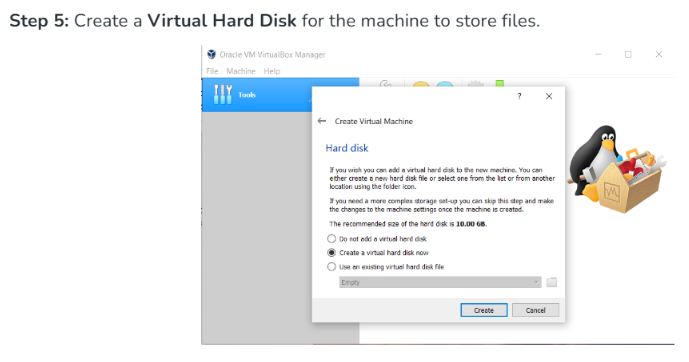 Step 5: Create a Virtual Hard Disk for the machine to store files.
Oracle VM VirtualBox Manager
File Machine Help
Tools
? ×
← Create Virtual Machine
Hard disk
If you wish you can add a virtual hard disk to the new machine. You can
either create a new hard disk file or select one from the list or from another
location using the folder icon.
If you need a more complex storage set-up you can skip this step and make
the changes to the machine settings once the machine is created.
The recommended size of the hard disk is 10.00 GB.
Do not add a virtual hard disk
Create a virtual hard disk now
Use an existing virtual hard disk file
Empty
Create Cancel